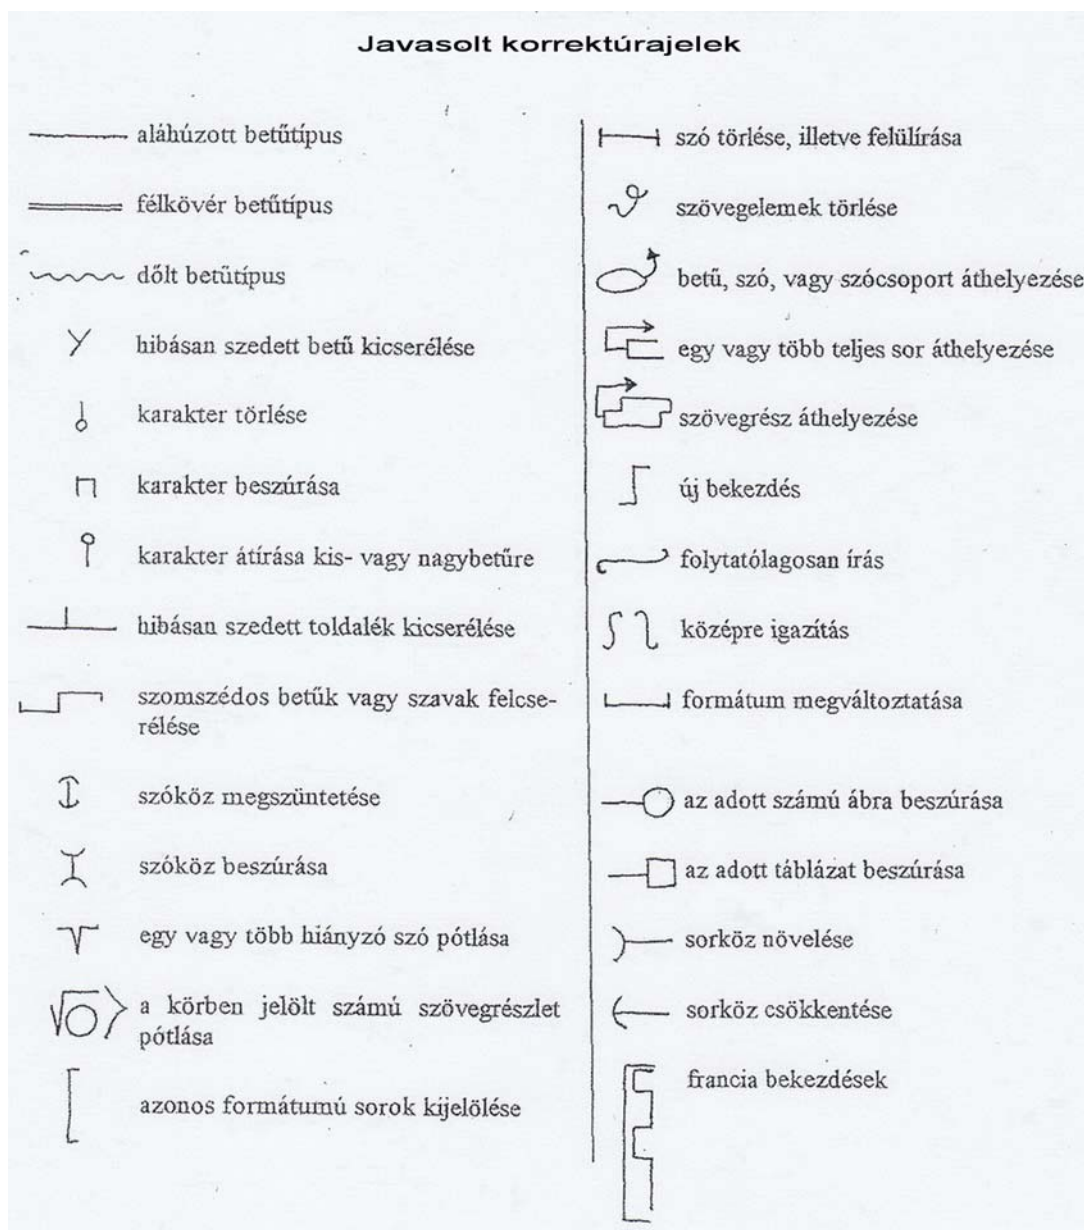 Javasolt korrektúrajelek
aláhúzott betűtípus
félkövér betűtípus
dőlt betűtípus
hibásan szedett betű kicserélése
karakter törlése
karakter beszúrása
karakter átírása kis- vagy nagybetűre
hibásan szedett toldalék kicserélése
szomszédos betűk vagy szavak felcse-
rélése
szóköz megszüntetése
szóköz beszúrása
egy vagy több hiányzó szó pótlása
a körben jelölt számú szövegrészlet
pótlása
azonos formátumú sorok kijelölése
szó törlése, illetve felülírása
szövegelemek törlése
betű, szó, vagy szócsoport áthelyezése
egy vagy több teljes sor áthelyezése
szövegrész áthelyezése
új bekezdés
folytatólagosan írás
középre igazítás
formátum megváltoztatása
az adott számú ábra beszúrása
az adott táblázat beszúrása
sorköz növelése
sorköz csökkentése
francia bekezdések